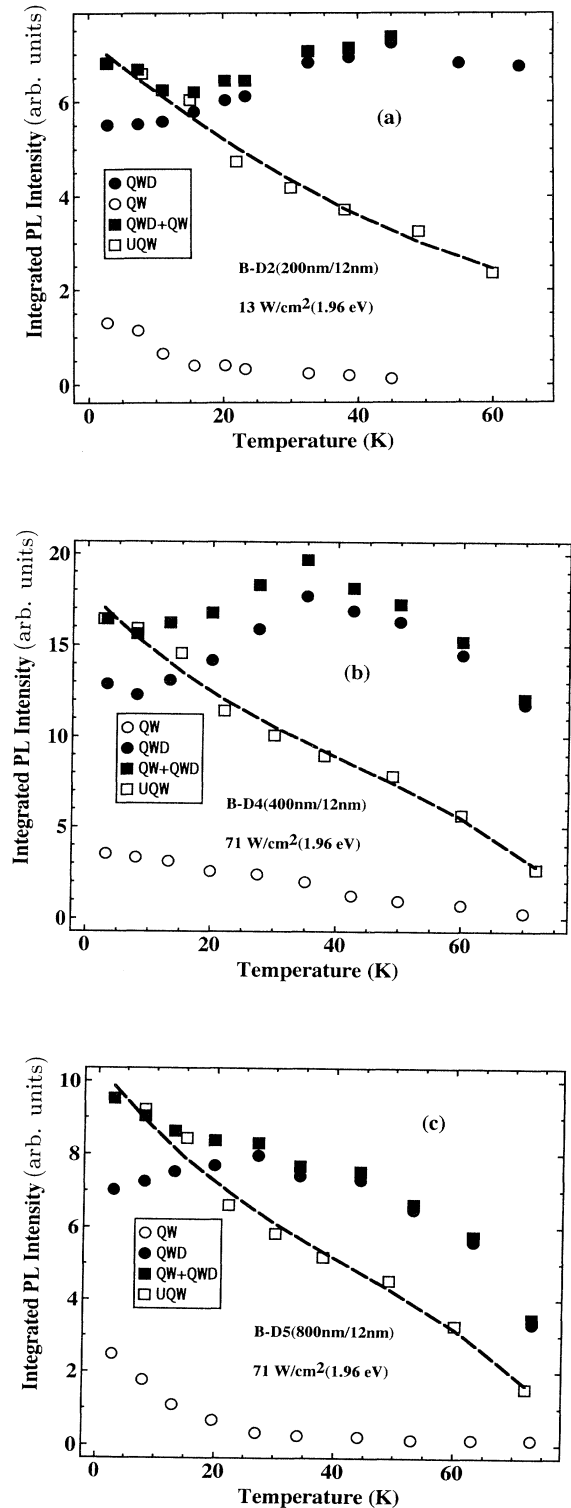 Integrated PL Intensity (arb. units)
6
4
2
0
(a)
QWD
QW
QWD+QW
UQW
B-D2(200nm/12nm)
13 W/cm2(1.96 eV)
0 20 40 60
Temperature (K)
Integrated PL Intensity (arb. units)
20
15
10
5
0
(b)
QW
QWD
QW+QWD
UQW
B-D4(400nm/12nm)
71 W/cm2(1.96 eV)
0 20 40 60
Temperature (K)
Integrated PL Intensity (arb. units)
10
8
6
4
2
0
(c)
QW
QWD
QW+QWD
UQW
B-D5(800nm/12nm)
71 W/cm2(1.96 eV)
0 20 40 60
Temperature (K)